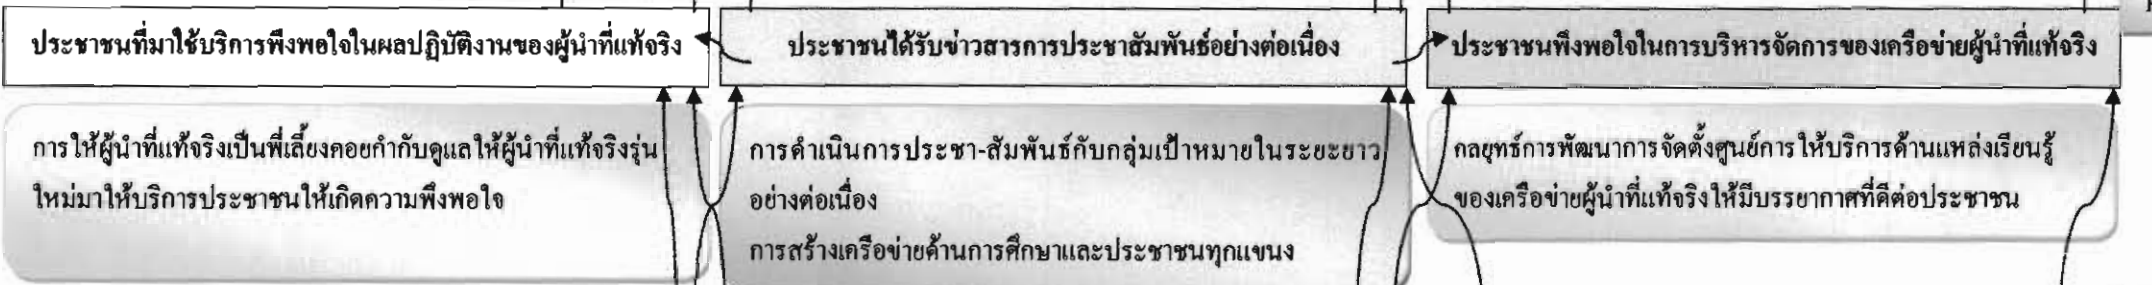 ประชาชนที่มาใช้บริการพึงพอใจในผลปฏิบัติงานของผู้นำที่แท้จริง
ประชาชนได้รับข่าวสารการประชาสัมพันธ์อย่างต่อเนื่อง
ประชาชนพึงพอใจในการบริหารจัดการของเครือข่ายผู้นำที่แท้จริง
การให้ผู้นำที่แท้จริงเป็นพี่เลี้ยงคอยกำกับดูแลให้ผู้นำที่แท้จริงรุ่น
ใหม่มาให้บริการประชาชนให้เกิดความพึงพอใจ
การดำเนินการประชา-สัมพันธ์กับกลุ่มเป้าหมายในระยะยาว
อย่างต่อเนื่อง
การสร้างเครือข่ายด้านการศึกษาและประชาชนทุกแขนง
กลยุทธ์การพัฒนาการจัดตั้งศูนย์การให้บริการด้านแหล่งเรียนรู้
ของเครือข่ายผู้นำที่แท้จริงให้มีบรรยากาศที่ดีต่อประชาชน